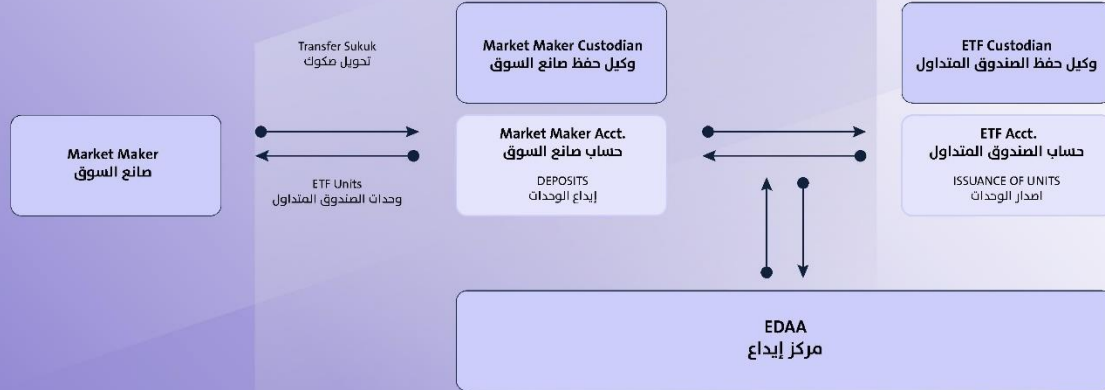 Transfer Sukuk
تحويل صكوك
Market Maker Custodian
وكيل حفظ صانع السوق
ETF Custodian
وكيل حفظ الصندوق المتداول
Market Maker
صانع السوق
Market Maker Acct.
حساب صانع السوق
DEPOSITS
إيداع الوحدات
ETF Acct.
حساب الصندوق المتداول
ISSUANCE OF UNITS
اصدار الوحدات
ETF Units
وحدات الصندوق المتداول
EDAA
مركز إيداع